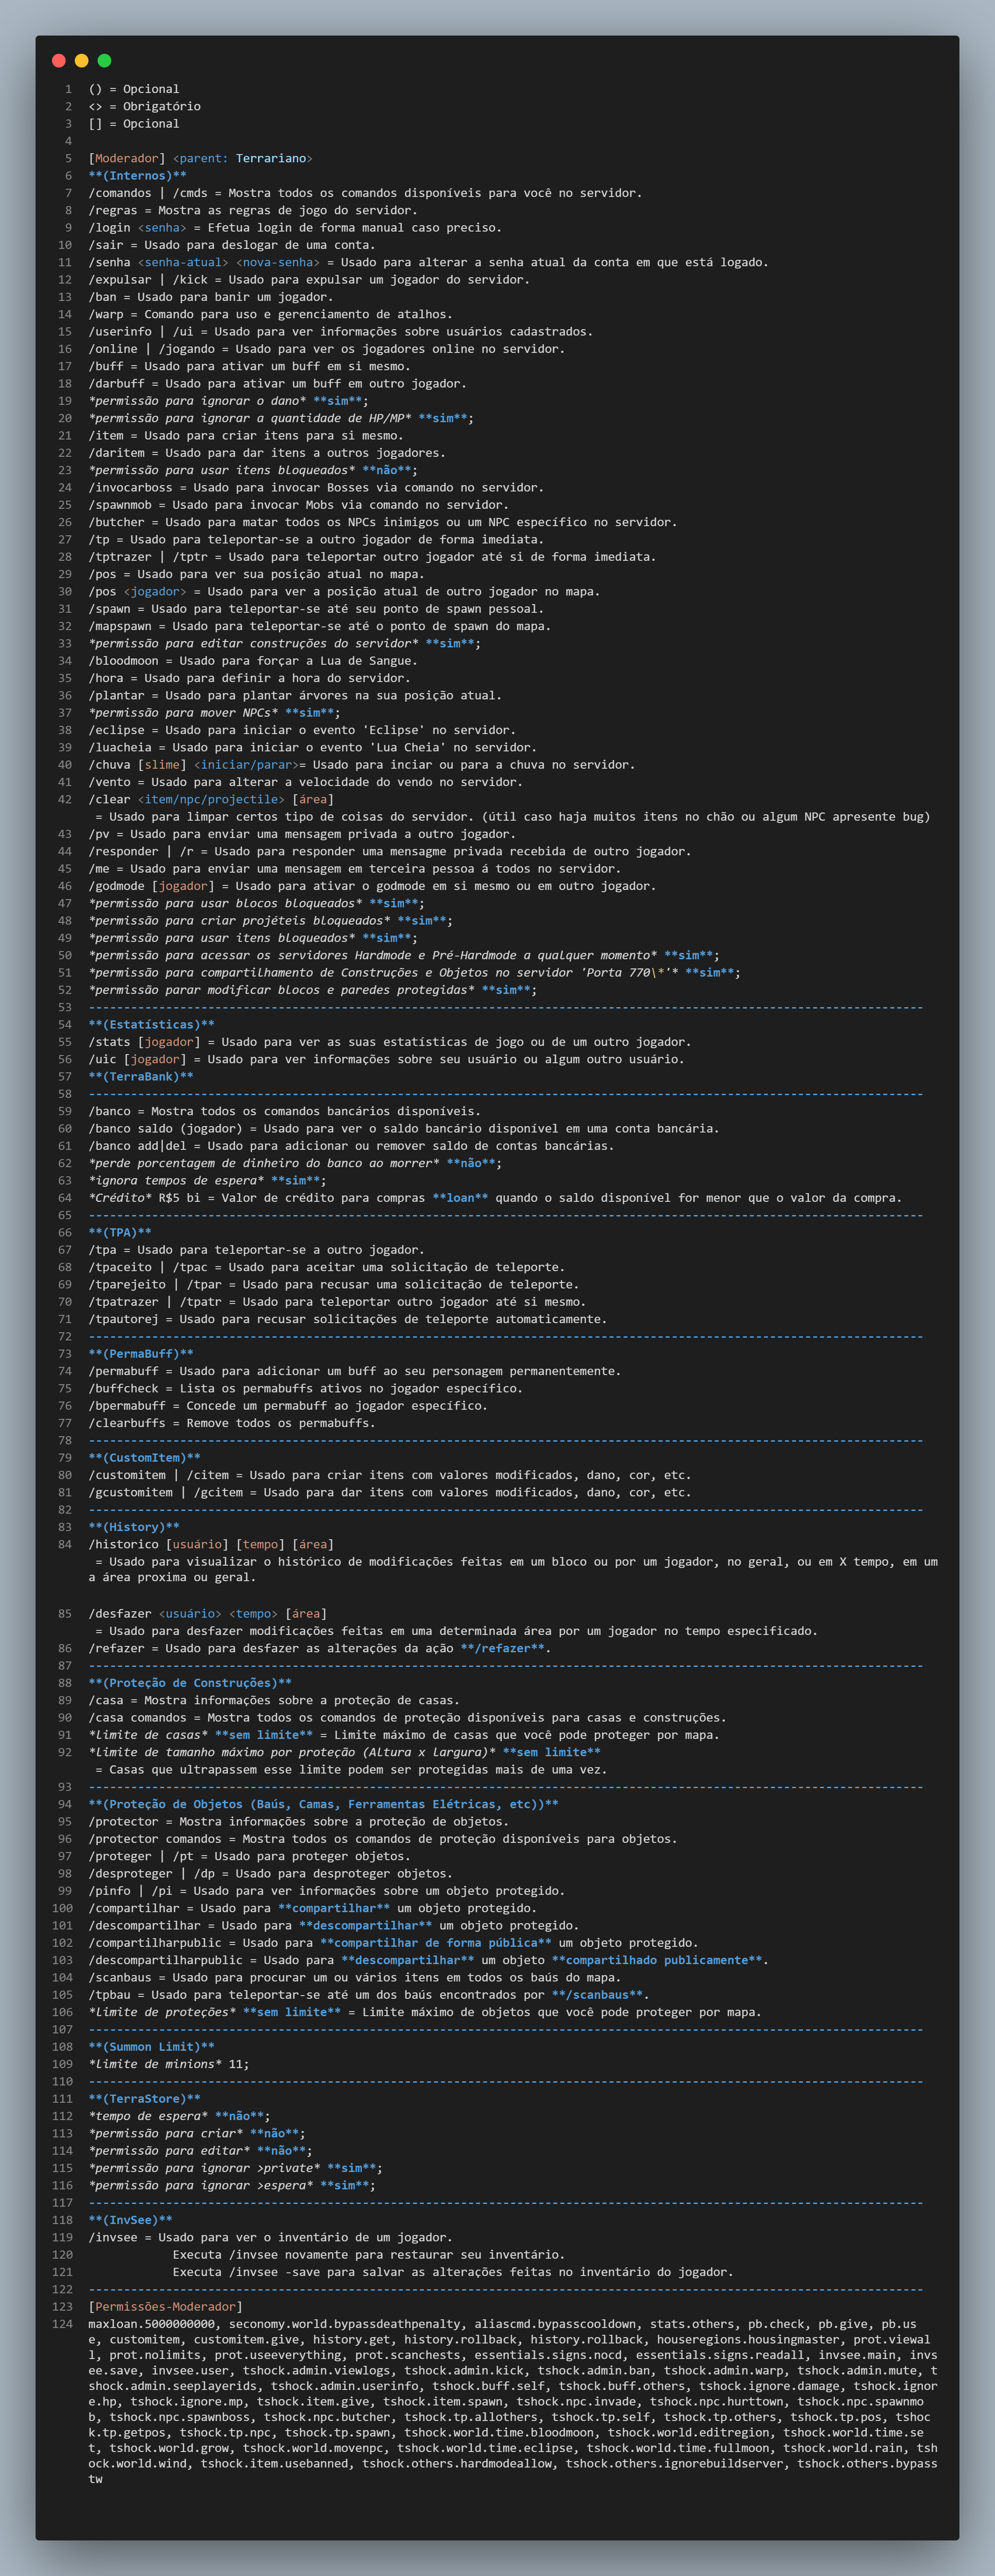 1 () = Opcional
2 <> = Obrigatório
3 [] = Opcional
4
5 [Moderador] <parent: Terrariano>
6 **(Internos)**
7 /comandos | /cmds = Mostra todos os comandos disponíveis para você no servidor.
8 /regras = Mostra as regras de jogo do servidor.
9 /login <senha> = Efetua login de forma manual caso preciso.
10 /sair = Usado para deslogar de uma conta.
11 /senha <senha-atual> <nova-senha> = Usado para alterar a senha atual da conta em que está logado.
12 /expulsar | /kick = Usado para expulsar um jogador do servidor.
13 /ban = Usado para banir um jogador.
14 /warp = Comando para uso e gerenciamento de atalhos.
15 /userinfo | /ui = Usado para ver informações sobre usuários cadastrados.
16 /online | /jogando = Usado para ver os jogadores online no servidor.
17 /buff = Usado para ativar um buff em si mesmo.
18 /darbuff = Usado para ativar um buff em outro jogador.
19 *permissão para ignorar o dano* **sim**;
20 *permissão para ignorar a quantidade de HP/MP* **sim**;
21 /item = Usado para criar itens para si mesmo.
22 /daritem = Usado para dar itens a outros jogadores.
23 *permissão para usar itens bloqueados* **não**;
24 /invocarboss = Usado para invocar Bosses via comando no servidor.
25 /spawnmob = Usado para invocar Mobs via comando no servidor.
26 /butcher = Usado para matar todos os NPCs inimigos ou um NPC específico no servidor.
27 /tp = Usado para teleportar-se a outro jogador de forma imediata.
28 /tptrazer | /tptr = Usado para teleportar outro jogador até si de forma imediata.
29 /pos = Usado para ver sua posição atual no mapa.
30 /pos <jogador> = Usado para ver a posição atual de outro jogador no mapa.
31 /spawn = Usado para teleportar-se até seu ponto de spawn pessoal.
32 /mapspawn = Usado para teleportar-se até o ponto de spawn do mapa.
33 *permissão para editar construções do servidor* **sim**;
34 /bloodmoon = Usado para forçar a Lua de Sangue.
35 /hora = Usado para definir a hora do servidor.
36 /plantar = Usado para plantar árvores na sua posição atual.
37 *permissão para mover NPCs* **sim**;
38 /eclipse = Usado para iniciar o evento 'Eclipse' no servidor.
39 /luacheia = Usado para iniciar o evento 'Lua Cheia' no servidor.
40 /chuva [slime] <iniciar/parar>= Usado para inciar ou para a chuva no servidor.
41 /vento = Usado para alterar a velocidade do vendo no servidor.
42 /clear <item/npc/projectile> [área]
= Usado para limpar certos tipo de coisas do servidor. (útil caso haja muitos itens no chão ou algum NPC apresente bug)
43 /pv = Usado para enviar uma mensagem privada a outro jogador.
44 /responder | /r = Usado para responder uma mensagme privada recebida de outro jogador.
45 /me = Usado para enviar uma mensagem em terceira pessoa á todos no servidor.
46 /godmode [jogador] = Usado para ativar o godmode em si mesmo ou em outro jogador.
47 *permissão para usar blocos bloqueados* **sim**;
48 *permissão para criar projéteis bloqueados* **sim**;
49 *permissão para usar itens bloqueados* **sim**;
50 *permissão para acessar os servidores Hardmode e Pré-Hardmode a qualquer momento* **sim**;
51 *permissão para compartilhamento de Construções e Objetos no servidor 'Porta 770\*'* **sim**;
52 *permissão parar modificar blocos e paredes protegidas* **sim**;
53 -----------------------------------------------------------------------------------------------------------------------
54 **(Estatísticas)**
55 /stats [jogador] = Usado para ver as suas estatísticas de jogo ou de um outro jogador.
56 /uic [jogador] = Usado para ver informações sobre seu usuário ou algum outro usuário.
57 **(TerraBank)**
58 -----------------------------------------------------------------------------------------------------------------------
59 /banco = Mostra todos os comandos bancários disponíveis.
60 /banco saldo (jogador) = Usado para ver o saldo bancário disponível em uma conta bancária.
61 /banco add|del = Usado para adicionar ou remover saldo de contas bancárias.
62 *perde porcentagem de dinheiro do banco ao morrer* **não**;
63 *ignora tempos de espera* **sim**;
64 *Crédito* R$5 bi = Valor de crédito para compras **loan** quando o saldo disponível for menor que o valor da compra.
65 -----------------------------------------------------------------------------------------------------------------------
66 **(TPA)**
67 /tpa = Usado para teleportar-se a outro jogador.
68 /tpaceito | /tpac = Usado para aceitar uma solicitação de teleporte.
69 /tparejeito | /tpar = Usado para recusar uma solicitação de teleporte.
70 /tpatrazer | /tpatr = Usado para teleportar outro jogador até si mesmo.
71 /tpautorej = Usado para recusar solicitações de teleporte automaticamente.
72 -----------------------------------------------------------------------------------------------------------------------
73 **(PermaBuff)**
74 /permabuff = Usado para adicionar um buff ao seu personagem permanentemente.
75 /buffcheck = Lista os permabuffs ativos no jogador específico.
76 /bpermabuff = Concede um permabuff ao jogador específico.
77 /clearbuffs = Remove todos os permabuffs.
78 -----------------------------------------------------------------------------------------------------------------------
79 **(CustomItem)**
80 /customitem | /citem = Usado para criar itens com valores modificados, dano, cor, etc.
81 /gcustomitem | /gcitem = Usado para dar itens com valores modificados, dano, cor, etc.
82 -----------------------------------------------------------------------------------------------------------------------
83 **(History)**
84 /historico [usuário] [tempo] [área]
= Usado para visualizar o histórico de modificações feitas em um bloco ou por um jogador, no geral, ou em X tempo, em um
a área proxima ou geral.
85 /desfazer <usuário> <tempo> [área]
= Usado para desfazer modificações feitas em uma determinada área por um jogador no tempo especificado.
86 /refazer = Usado para desfazer as alterações da ação **/refazer**.
87 -----------------------------------------------------------------------------------------------------------------------
88 **(Proteção de Construções)**
89 /casa = Mostra informações sobre a proteção de casas.
90 /casa comandos = Mostra todos os comandos de proteção disponíveis para casas e construções.
91 *limite de casas* **sem limite** = Limite máximo de casas que você pode proteger por mapa.
92 *limite de tamanho máximo por proteção (Altura x largura)* **sem limite**
= Casas que ultrapassem esse limite podem ser protegidas mais de uma vez.
93 -----------------------------------------------------------------------------------------------------------------------
94 **(Proteção de Objetos (Baús, Camas, Ferramentas Elétricas, etc))**
95 /protector = Mostra informações sobre a proteção de objetos.
96 /protector comandos = Mostra todos os comandos de proteção disponíveis para objetos.
97 /proteger | /pt = Usado para proteger objetos.
98 /desproteger | /dp = Usado para desproteger objetos.
99 /pinfo | /pi = Usado para ver informações sobre um objeto protegido.
100 /compartilhar = Usado para **compartilhar** um objeto protegido.
101 /descompartilhar = Usado para **descompartilhar** um objeto protegido.
102 /compartilharpublic = Usado para **compartilhar de forma pública** um objeto protegido.
103 /descompartilharpublic = Usado para **descompartilhar** um objeto **compartilhado publicamente**.
104 /scanbaus = Usado para procurar um ou vários itens em todos os baús do mapa.
105 /tpbau = Usado para teleportar-se até um dos baús encontrados por **/scanbaus**.
106 *limite de proteções* **sem limite** = Limite máximo de objetos que você pode proteger por mapa.
107 -----------------------------------------------------------------------------------------------------------------------
108 **(Summon Limit)**
109 *limite de minions* 11;
110 -----------------------------------------------------------------------------------------------------------------------
111 **(TerraStore)**
112 *tempo de espera* **não**;
113 *permissão para criar* **não**;
114 *permissão para editar* **não**;
115 *permissão para ignorar >private* **sim**;
116 *permissão para ignorar >espera* **sim**;
117 -----------------------------------------------------------------------------------------------------------------------
118 **(InvSee)**
119 /invsee = Usado para ver o inventário de um jogador.
120 Executa /invsee novamente para restaurar seu inventário.
121 Executa /invsee -save para salvar as alterações feitas no inventário do jogador.
122 -----------------------------------------------------------------------------------------------------------------------
123 [Permissões-Moderador]
124 maxloan.5000000000, seconomy.world.bypassdeathpenalty, aliascmd.bypasscooldown, stats.others, pb.check, pb.give, pb.us
e, customitem, customitem.give, history.get, history.rollback, history.rollback, houseregions.housingmaster, prot.viewal
l, prot.nolimits, prot.useeverything, prot.scanchests, essentials.signs.nocd, essentials.signs.readall, invsee.main, invs
ee.save, invsee.user, tshock.admin.viewlogs, tshock.admin.kick, tshock.admin.ban, tshock.admin.warp, tshock.admin.mute, t
shock.admin.seeplayerids, tshock.admin.userinfo, tshock.buff.self, tshock.buff.others, tshock.ignore.damage, tshock.ignor
e.hp, tshock.ignore.mp, tshock.item.give, tshock.item.spawn, tshock.npc.invade, tshock.npc.hurttown, tshock.npc.spawnmo
b, tshock.npc.spawnboss, tshock.npc.butcher, tshock.tp.allothers, tshock.tp.self, tshock.tp.others, tshock.tp.pos, tshoc
k.tp.getpos, tshock.tp.npc, tshock.tp.spawn, tshock.world.time.bloodmoon, tshock.world.editregion, tshock.world.time.se
t, tshock.world.grow, tshock.world.movenpc, tshock.world.time.eclipse, tshock.world.time.fullmoon, tshock.world.rain, tsh
ock.world.wind, tshock.item.usebanned, tshock.others.hardmodeallow, tshock.others.ignorebuildserver, tshock.others.bypass
tw